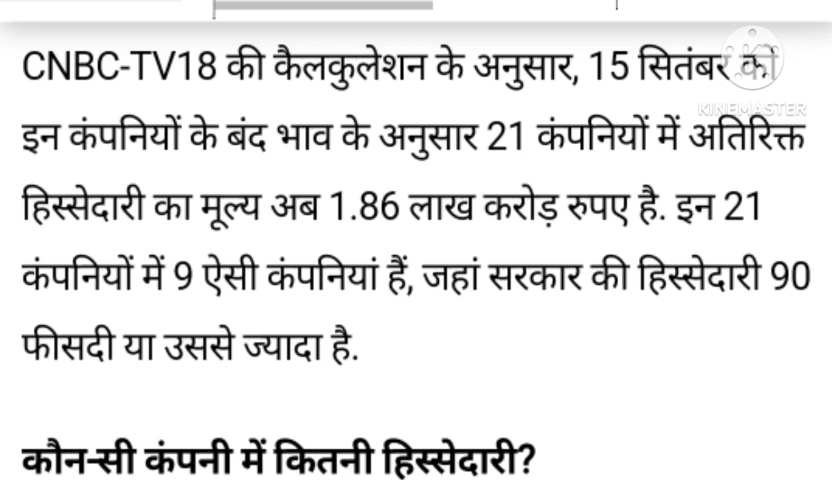 CNBC-TV18 की कैलकुलेशन के अनुसार, 15 सितंबर को
KINEMASTER
इन कंपनियों के बंद भाव के अनुसार 21 कंपनियों में अतिरिक्त
हिस्सेदारी का मूल्य अब 1.86 लाख करोड़ रुपए है. इन 21
कंपनियों में 9 ऐसी कंपनियां हैं, जहां सरकार की हिस्सेदारी 90
फीसदी या उससे ज्यादा है.
कौन-सी कंपनी में कितनी हिस्सेदारी?